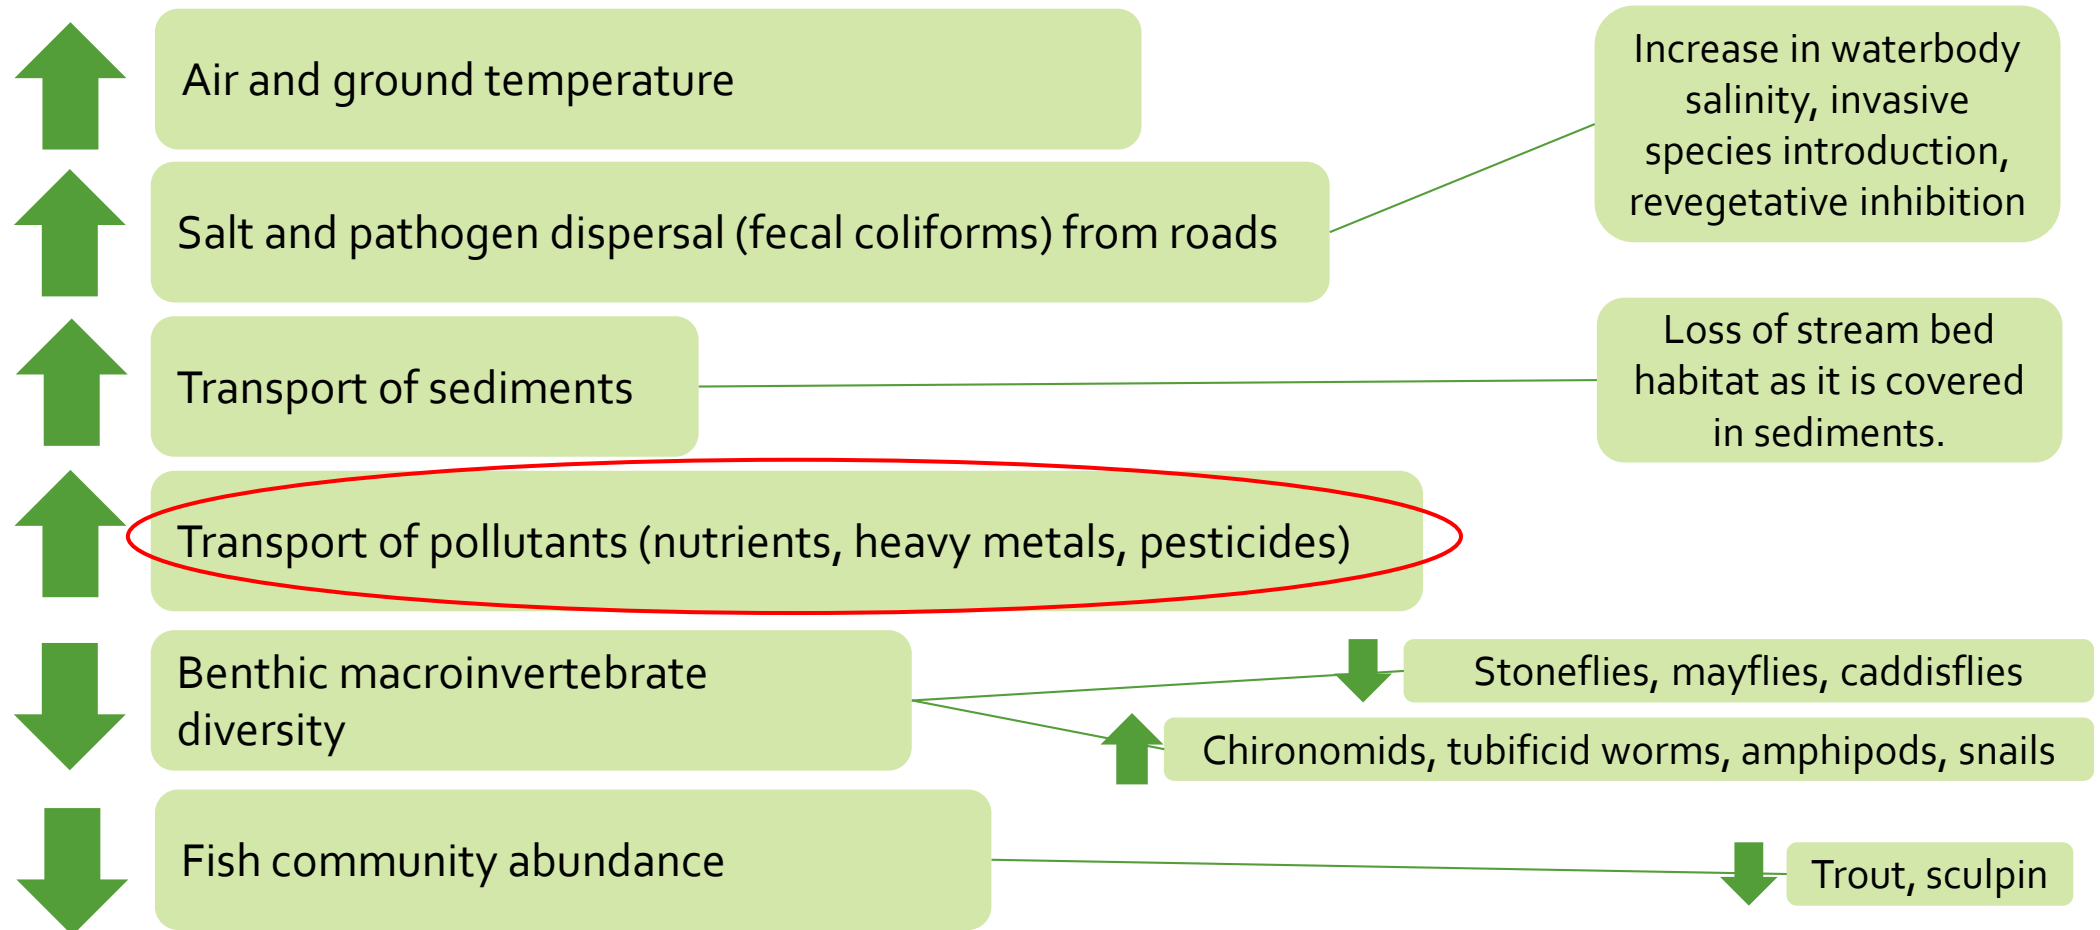 Air and ground temperature
Increase in waterbody
salinity, invasive
species introduction,
revegetative inhibition
Salt and pathogen dispersal (fecal coliforms) from roads
Transport of sediments
Loss of stream bed
habitat as it is covered
in sediments.
Transport of pollutants (nutrients, heavy metals, pesticides)
Benthic macroinvertebrate
diversity
Stoneflies, mayflies, caddisflies
Chironomids, tubificid worms, amphipods, snails
Fish community abundance
Trout, sculpin